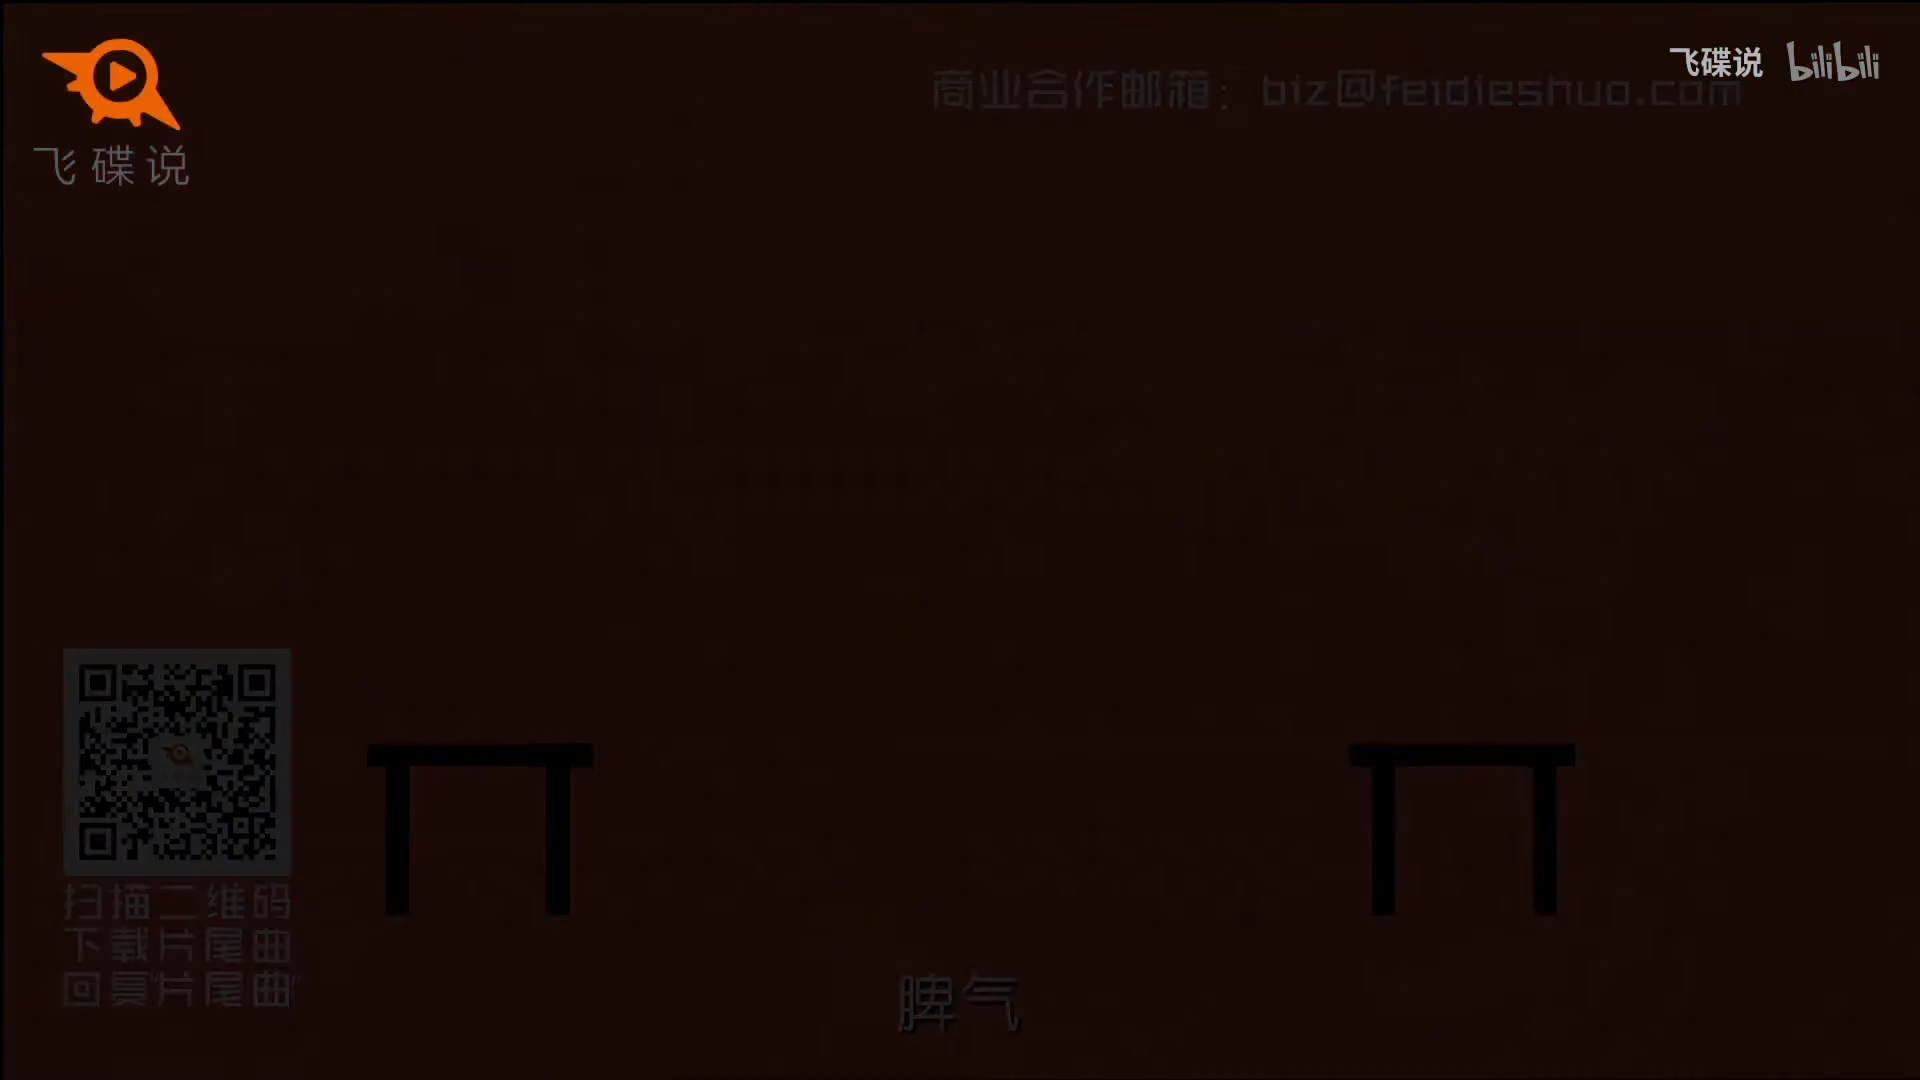 飞碟说
商业合作邮箱：biz@feidieshuo.com
飞碟说 bilibili
扫描二维码
下载片尾曲
回复“片尾曲”
脾气